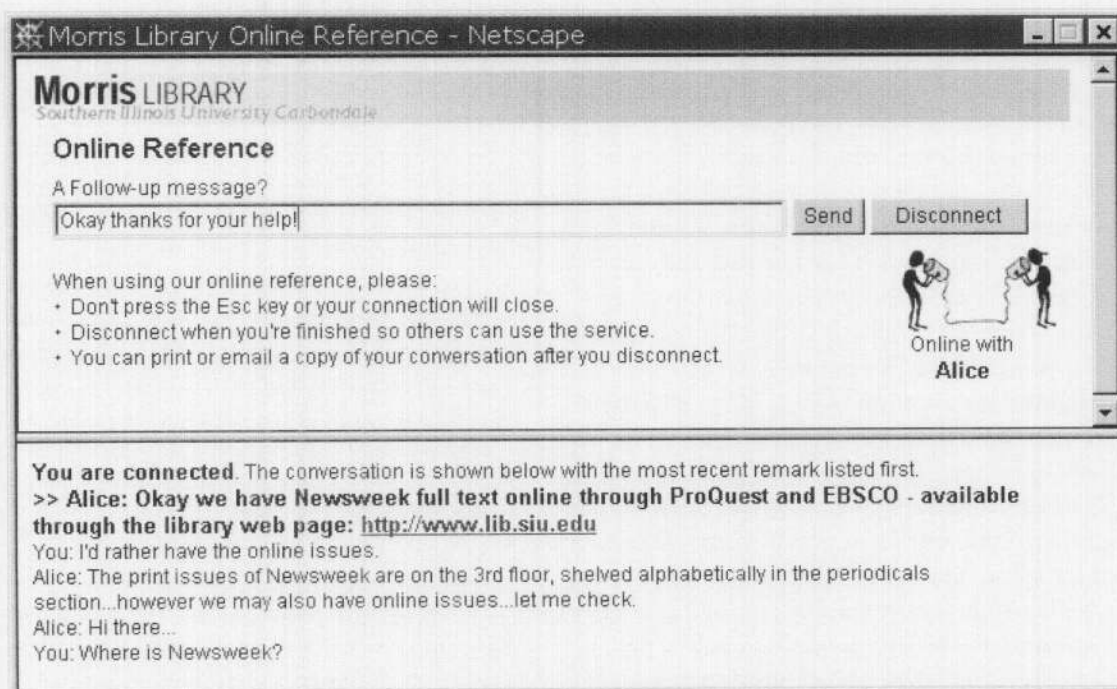 Morris Library Online Reference - Netscape
Morris LIBRARY
Southern Illinois University Carbondale
Online Reference
A Follow-up message?
Okay thanks for your help!
Send
Disconnect
When using our online reference, please:
• Don't press the Esc key or your connection will close.
• Disconnect when you're finished so others can use the service.
• You can print or email a copy of your conversation after you disconnect.
Online with
Alice
You are connected. The conversation is shown below with the most recent remark listed first.
>> Alice: Okay we have Newsweek full text online through ProQuest and EBSCO - available
through the library web page: http://www.lib.siu.edu
You: I'd rather have the online issues.
Alice: The print issues of Newsweek are on the 3rd floor, shelved alphabetically in the periodicals
section...however we may also have online issues...let me check.
Alice: Hi there...
You: Where is Newsweek?